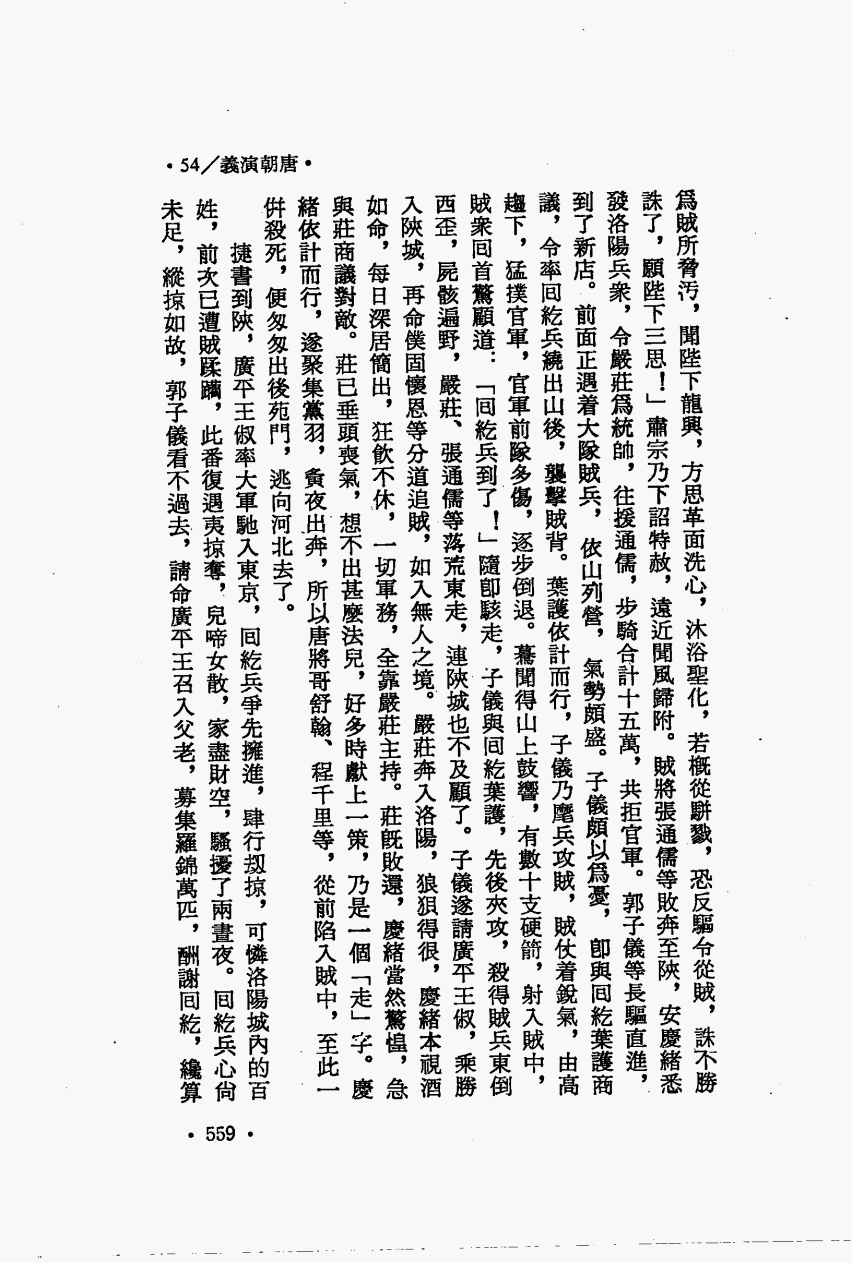 ·54／義演朝唐·
爲賊所脅汚，聞陛下龍興，方思革面洗心，沐浴聖化，若槪從駢戮，恐反驅令從賊，誅不勝
誅了，願陛下三思！」肅宗乃下詔特赦，遠近聞風歸附。賊將張通儒等敗奔至陝，安慶緒悉
發洛陽兵衆，令嚴莊爲統帥，往援通儒，步騎合計十五萬，共拒官軍。郭子儀等長驅直進，
到了新店。前面正遇着大隊賊兵，依山列營，氣勢頗盛。子儀頗以爲憂，卽與囘紇葉護商
議，令率囘紇兵繞出山後，襲擊賊背。葉護依計而行，子儀乃麾兵攻賊，賊仗着銳氣，由高
趨下，猛撲官軍，官軍前隊多傷，逐步倒退。驀聞得山上鼓響，有數十支硬箭，射入賊中，
賊衆囘首驚顧道：「囘紇兵到了！」隨卽駭走，子儀與囘紇葉護，先後夾攻，殺得賊兵東倒
西歪，屍骸遍野，嚴莊、張通儒等落荒東走，連陝城也不及顧了。子儀遂請廣平王俶，乘勝
入陝城，再命僕固懷恩等分道追賊，如入無人之境。嚴莊奔入洛陽，狼狽得很，慶緒本視酒
如命，每日深居簡出，狂飮不休，一切軍務，全靠嚴莊主持。莊旣敗還，慶緒當然驚惶，急
與莊商議對敵。莊已垂頭喪氣，想不出甚麼法兒，好多時獻上一策，乃是一個「走」字。慶
緒依計而行，遂聚集黨羽，夤夜出奔，所以唐將哥舒翰、程千里等，從前陷入賊中，至此一
倂殺死，便匆匆出後苑門，逃向河北去了。
捷書到陝，廣平王俶率大軍馳入東京，囘紇兵爭先擁進，肆行刼掠，可憐洛陽城內的百
姓，前次已遭賊蹂躪，此番復遇夷掠奪，兒啼女散，家盡財空，騷擾了兩晝夜。囘紇兵心尙
未足，縱掠如故，郭子儀看不過去，請命廣平王召入父老，募集羅錦萬匹，酬謝囘紇，纔算
·559·